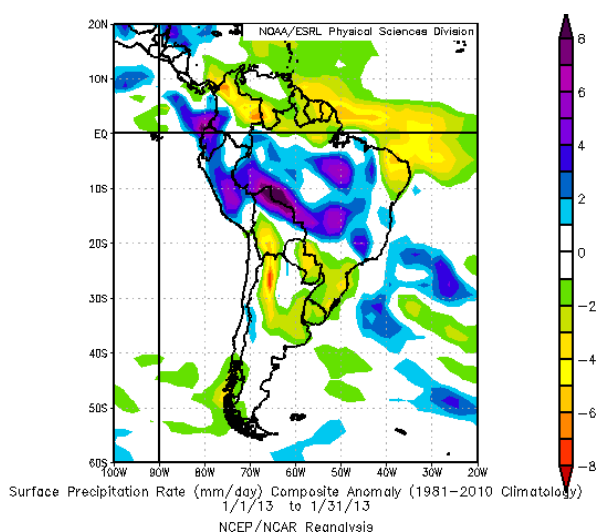 NOAA/ESRL Physical Sciences Division
20N
10N
EQ
10S
20S
30S
40S
50S
60S
100W 90W 80W 70W 60W 50W 40W 30W 20W
8
6
4
2
0
-2
-4
-6
-8
Surface Precipitation Rate (mm/day) Composite Anomaly (1981-2010 Climatology)
1/1/13 to 1/31/13
NCEP/NCAR Reanalysis